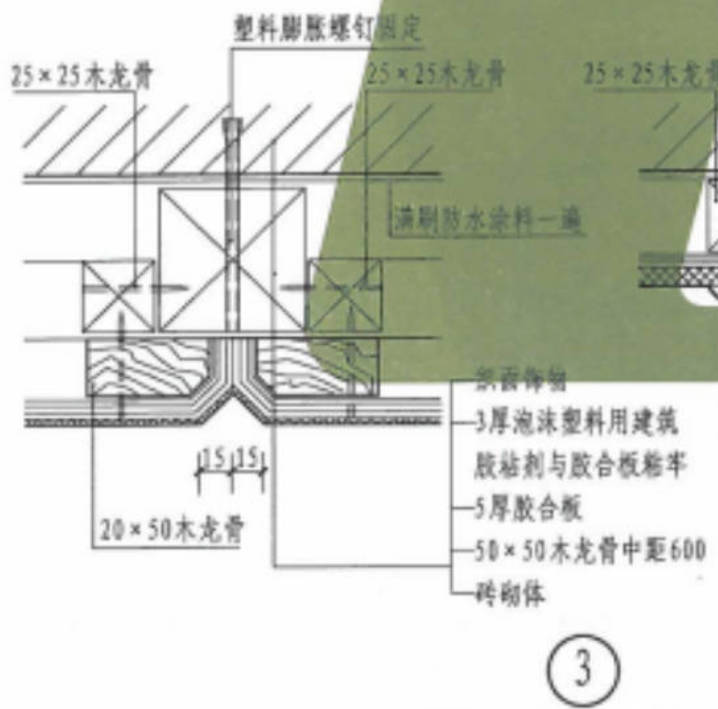 塑料膨胀螺钉固定
25×25木龙骨
25×25木龙骨
25×25木龙骨
满刷防水涂料一遍
织面饰物
3厚泡沫塑料用建筑
胶粘剂与胶合板粘牢
15 15
5厚胶合板
20×50木龙骨
50×50木龙骨中距600
砖砌体
3